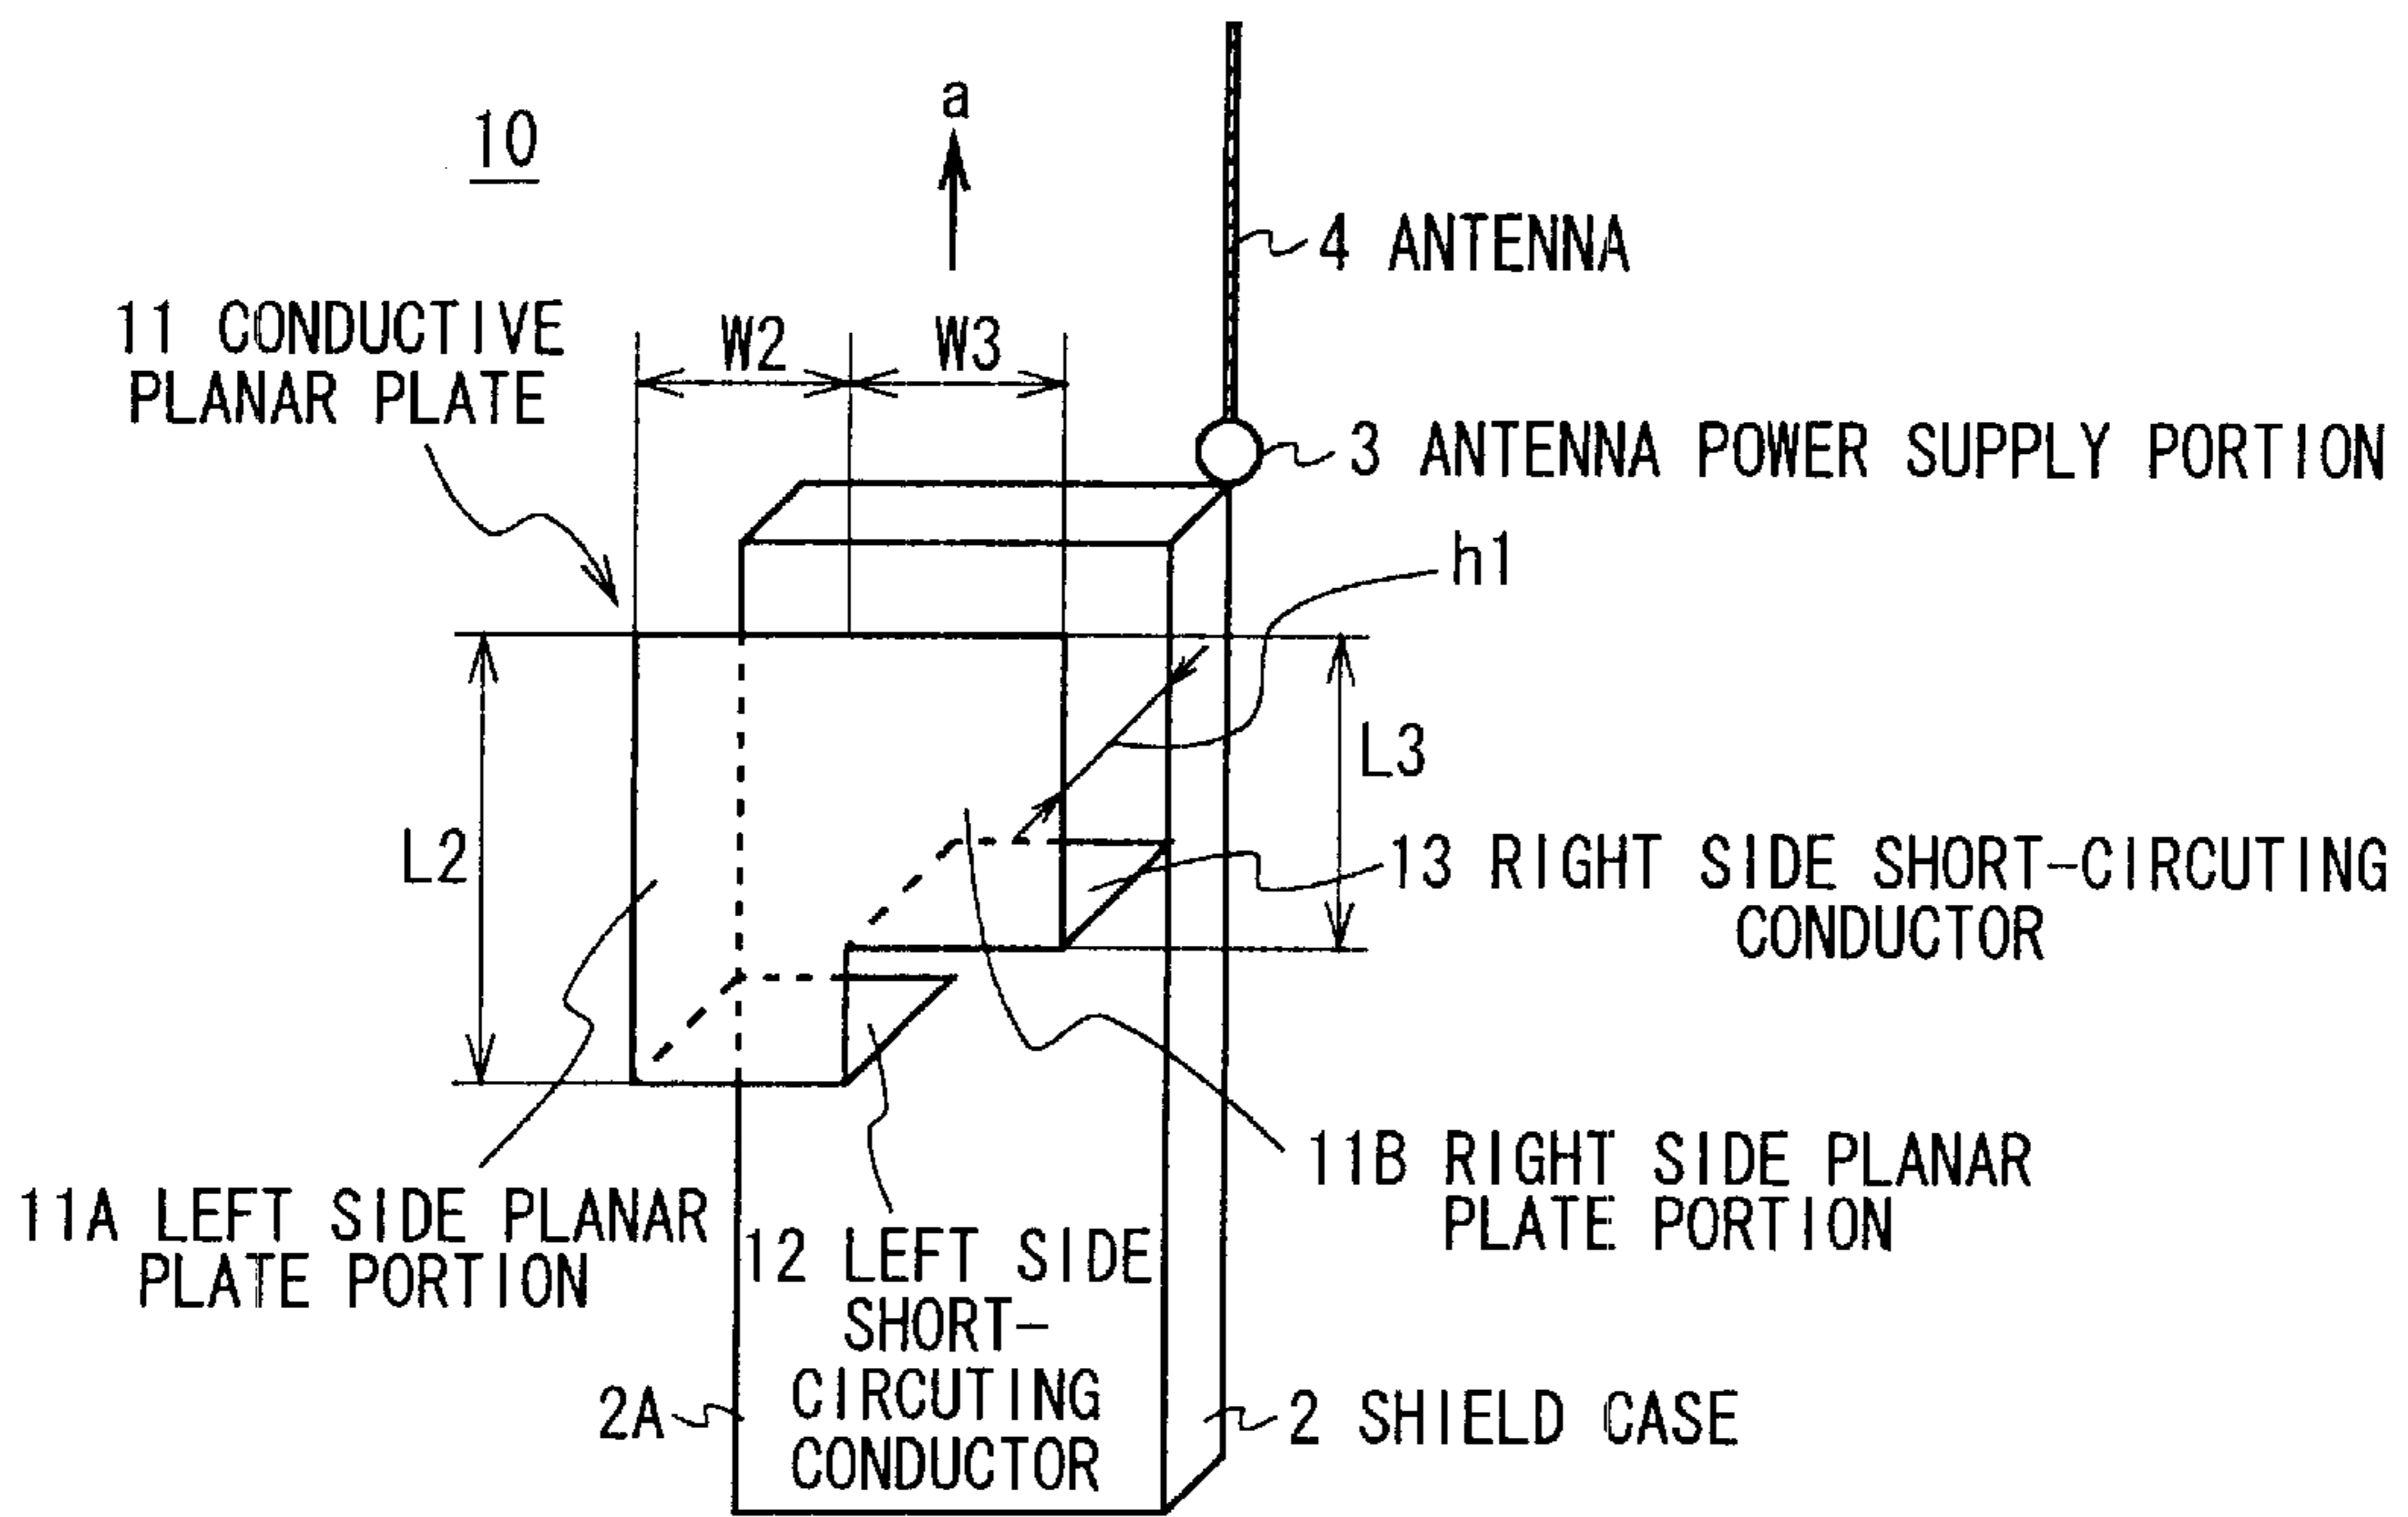 10
a
4 ANTENNA
11 CONDUCTIVE
PLANAR PLATE
W2
W3
3 ANTENNA POWER SUPPLY PORTION
h1
L3
L2
13 RIGHT SIDE SHORT-CIRCUTING
CONDUCTOR
11B RIGHT SIDE PLANAR
PLATE PORTION
11A LEFT SIDE PLANAR
PLATE PORTION
12 LEFT SIDE
SHORT-
CIRCUTING
CONDUCTOR
2A
2 SHIELD CASE